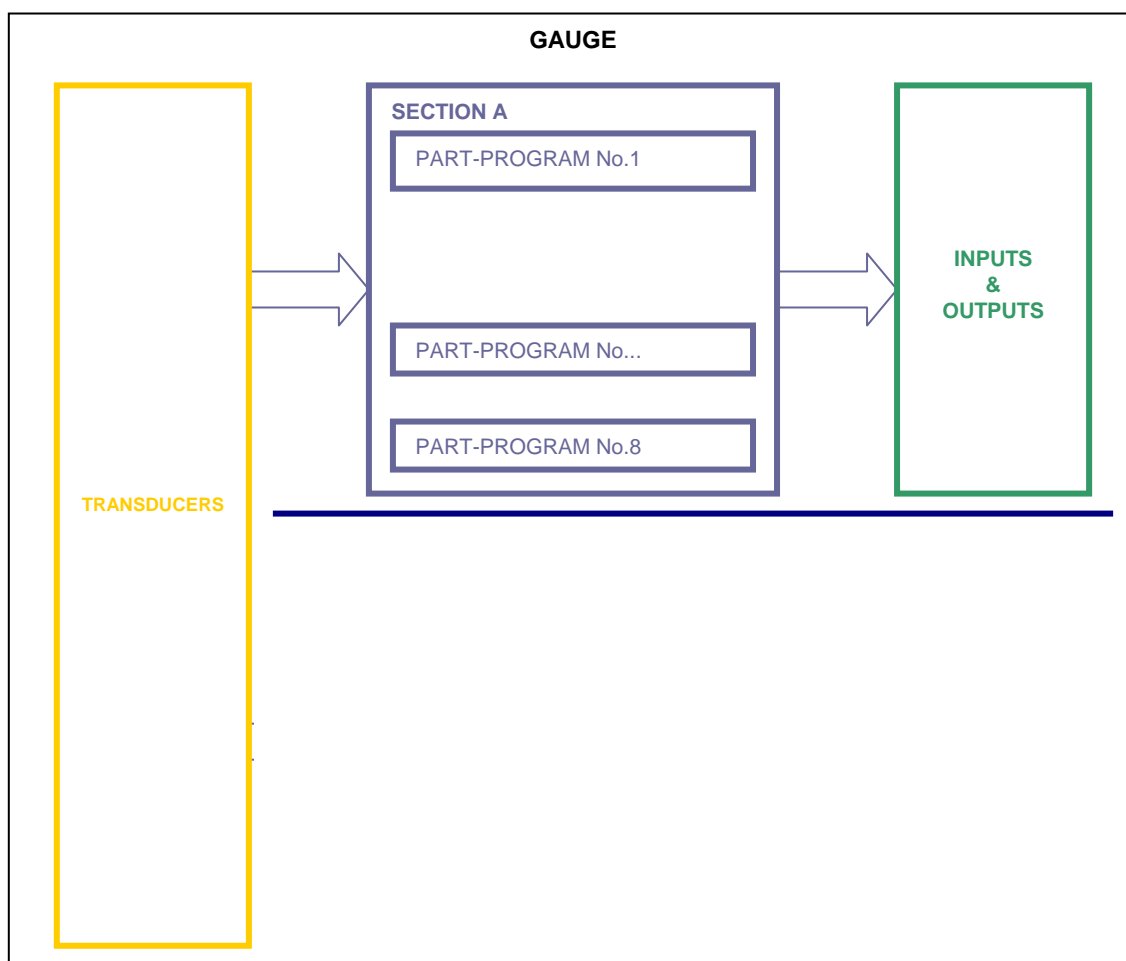 GAUGE
SECTION A
PART-PROGRAM No.1
INPUTS
&
OUTPUTS
PART-PROGRAM No...
PART-PROGRAM No.8
TRANSDUCERS